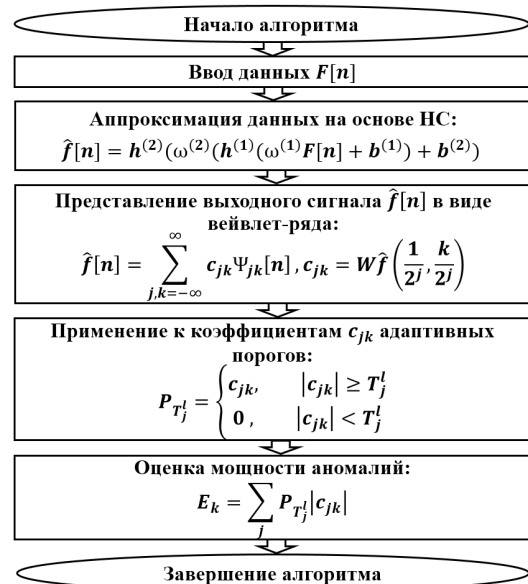 Начало алгоритма
Ввод данных F[n]
Аппроксимация данных на основе НС:
f̂[n] = h⁽²⁾(ω⁽²⁾(h⁽¹⁾(ω⁽¹⁾F[n] + b⁽¹⁾) + b⁽²⁾)
Представление выходного сигнала f̂[n] в виде
вейвлет-ряда:
f̂[n] = ∑_{j,k=−∞}^{∞} c_{jk}Ψ_{jk}[n], c_{jk} = Wf̂(1/2^j, k/2^j)
Применение к коэффициентам c_{jk} адаптивных
порогов:
P_{T_j^l} = { c_{jk}, |c_{jk}| ≥ T_j^l
0, |c_{jk}| < T_j^l
Оценка мощности аномалий:
E_k = ∑_j P_{T_j^l}|c_{jk}|
Завершение алгоритма